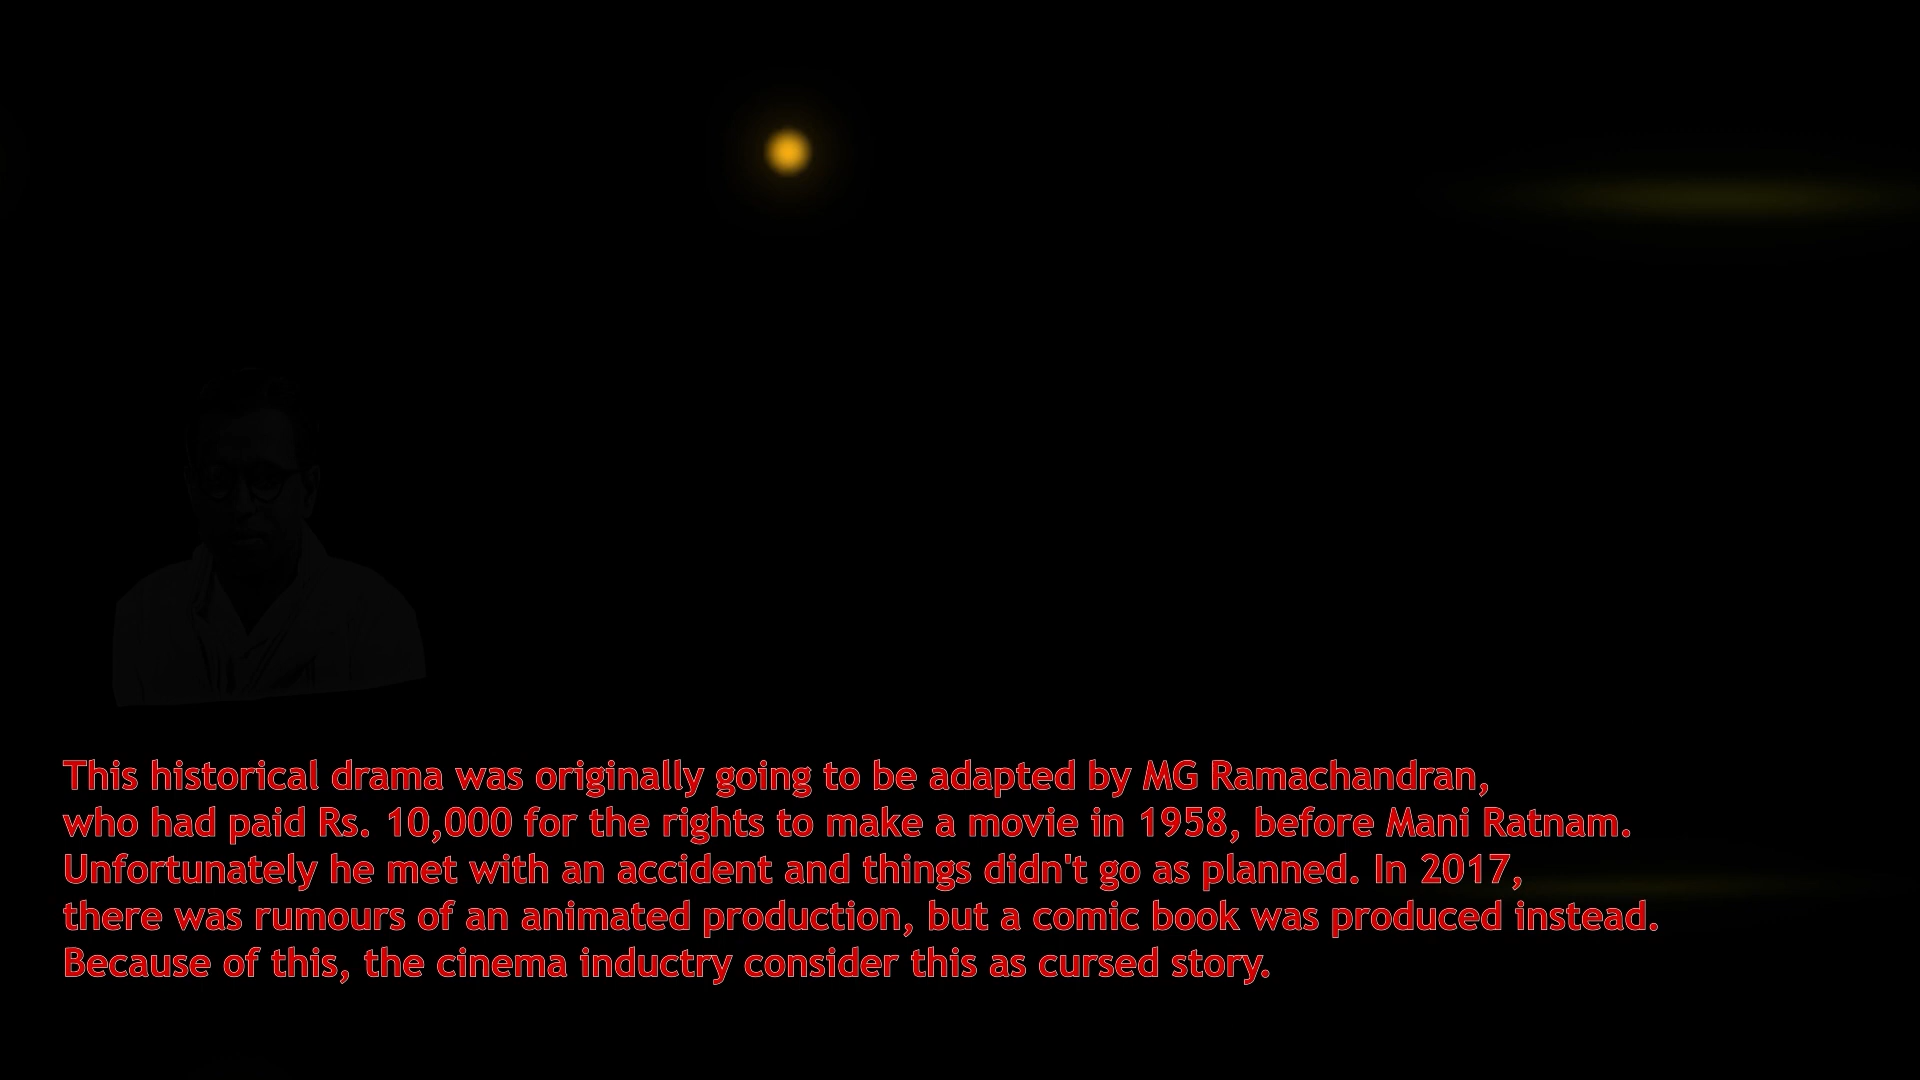 This historical drama was originally going to be adapted by MG Ramachandran,
who had paid Rs. 10,000 for the rights to make a movie in 1958, before Mani Ratnam.
Unfortunately he met with an accident and things didn't go as planned. In 2017,
there was rumours of an animated production, but a comic book was produced instead.
Because of this, the cinema inductry consider this as cursed story.